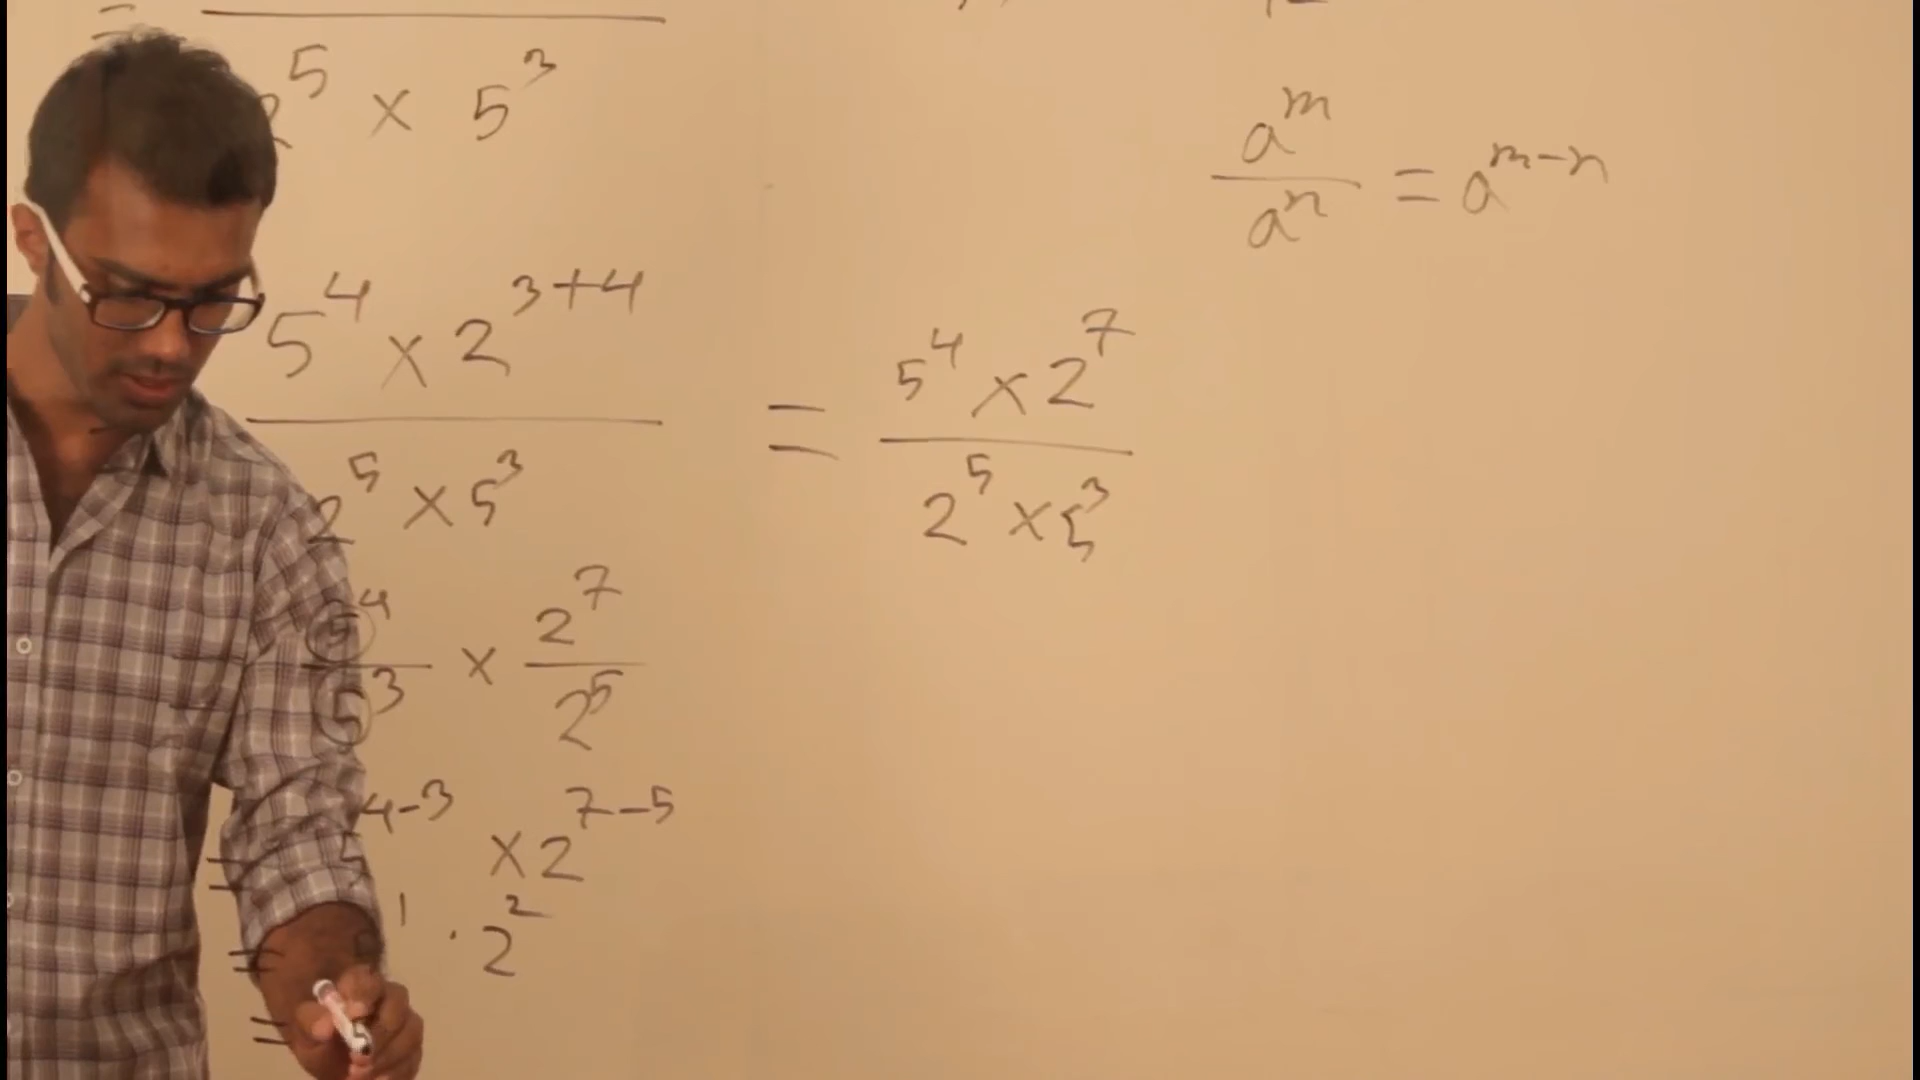 =
2^5 × 5^3
a^m / a^n = a^{m-n}
5^4 × 2^{3+4} / 2^5 × 5^3 = 5^4 × 2^7 / 2^5 × 5^3
5^4 / 5^3 × 2^7 / 2^5
= 5^{4-3} × 2^{7-5}
= 5^1 · 2^2
=